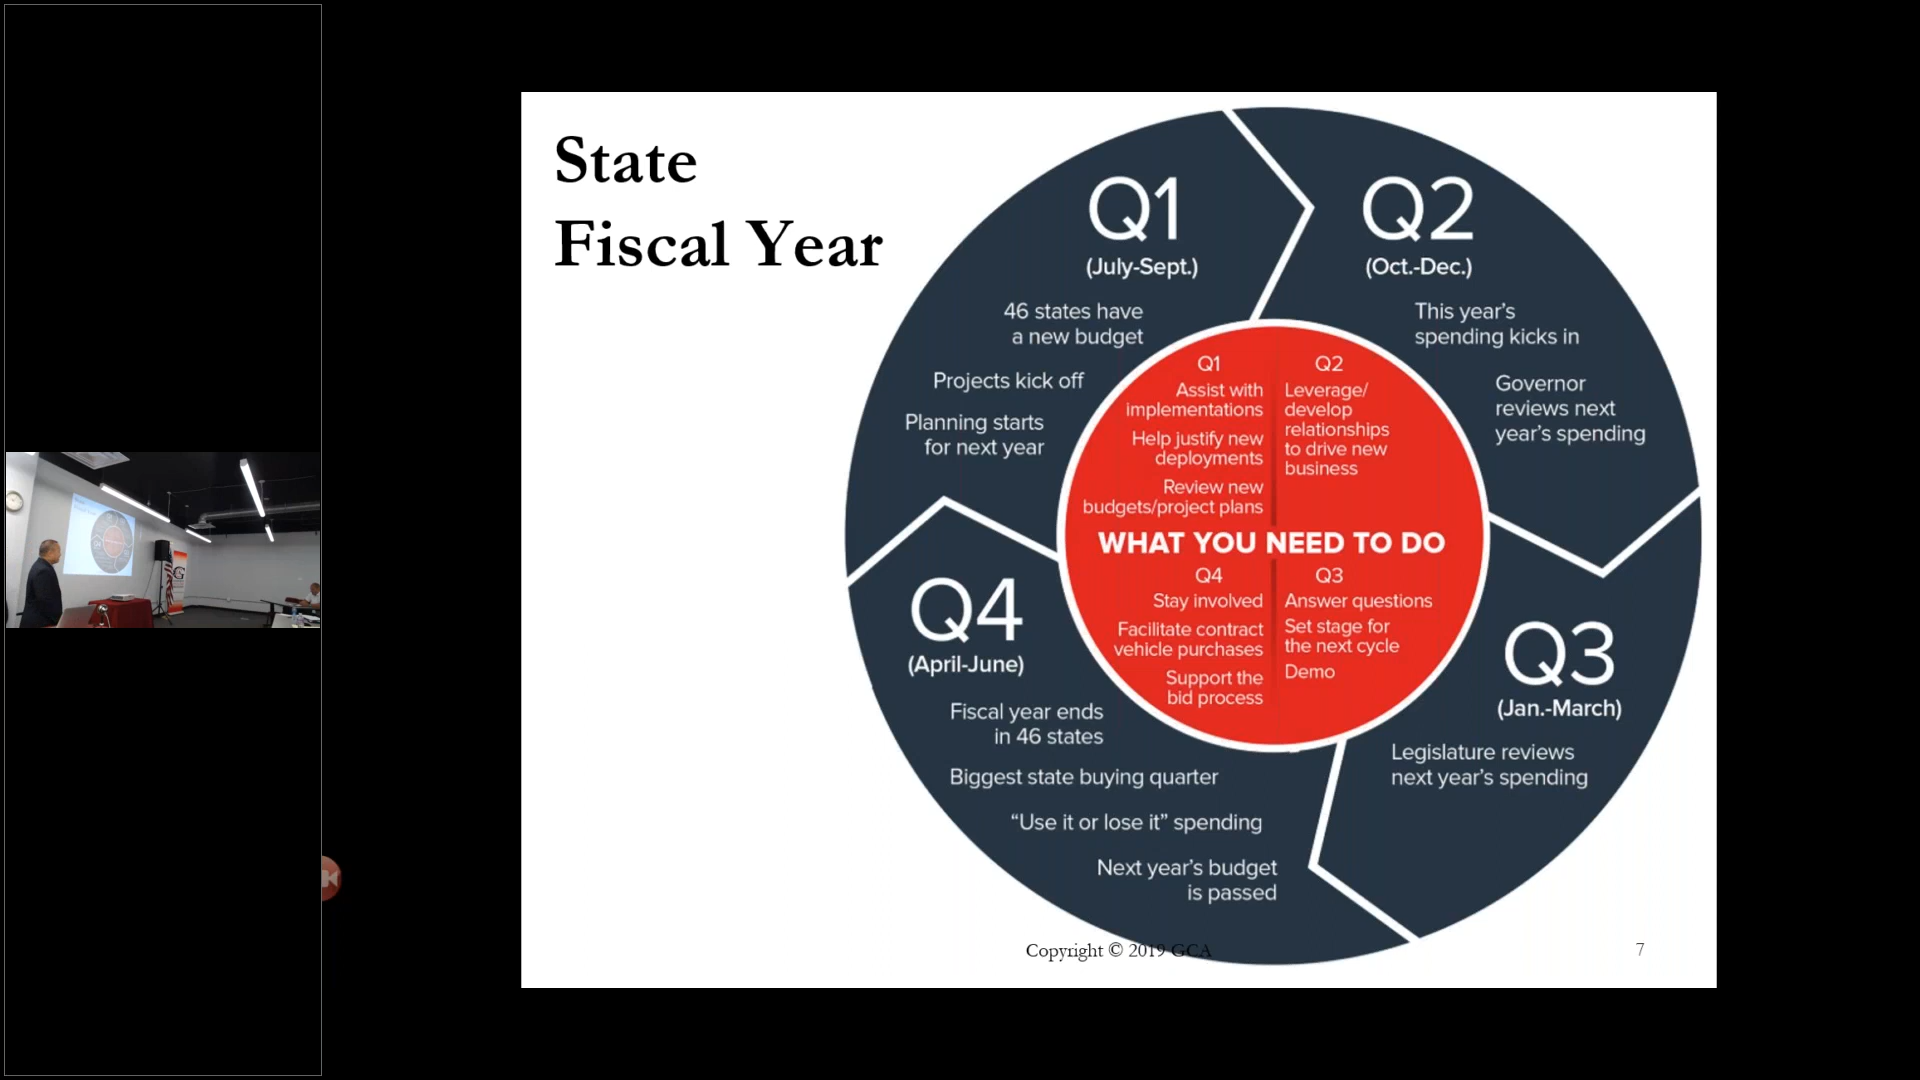 State
Fiscal Year
Q1
(July-Sept.)
46 states have
a new budget
Projects kick off
Planning starts
for next year
Q2
(Oct.-Dec.)
This year's
spending kicks in
Governor
reviews next
year's spending
Q1
Assist with
implementations
Help justify new
deployments
Review new
budgets/project plans
Q2
Leverage/
develop
relationships
to drive new
business
WHAT YOU NEED TO DO
Q4
Stay involved
Facilitate contract
vehicle purchases
Support the
bid process
Q3
Answer questions
Set stage for
the next cycle
Demo
Q3
(Jan.-March)
Legislature reviews
next year's spending
Q4
(April-June)
Fiscal year ends
in 46 states
Biggest state buying quarter
“Use it or lose it” spending
Next year's budget
is passed
Copyright © 2019 GCA
7